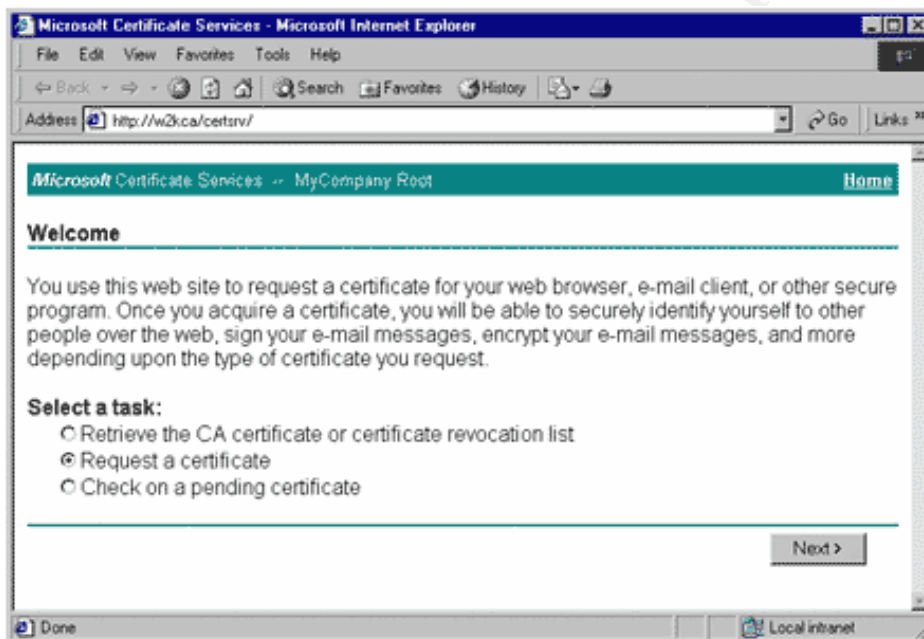 Microsoft Certificate Services - Microsoft Internet Explorer
File Edit View Favorites Tools Help
Back Search Favorites History
Address http://w2k.ca/certsrv/ Go Links »
Microsoft Certificate Services -- MyCompany Root Home
Welcome
You use this web site to request a certificate for your web browser, e-mail client, or other secure
program. Once you acquire a certificate, you will be able to securely identify yourself to other
people over the web, sign your e-mail messages, encrypt your e-mail messages, and more
depending upon the type of certificate you request.
Select a task:
Retrieve the CA certificate or certificate revocation list
Request a certificate
Check on a pending certificate
Next >
Done Local intranet